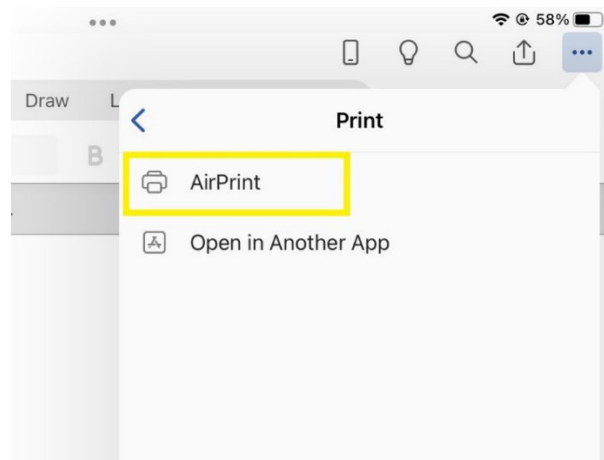 58%
Draw L
Print
B
AirPrint
Open in Another App